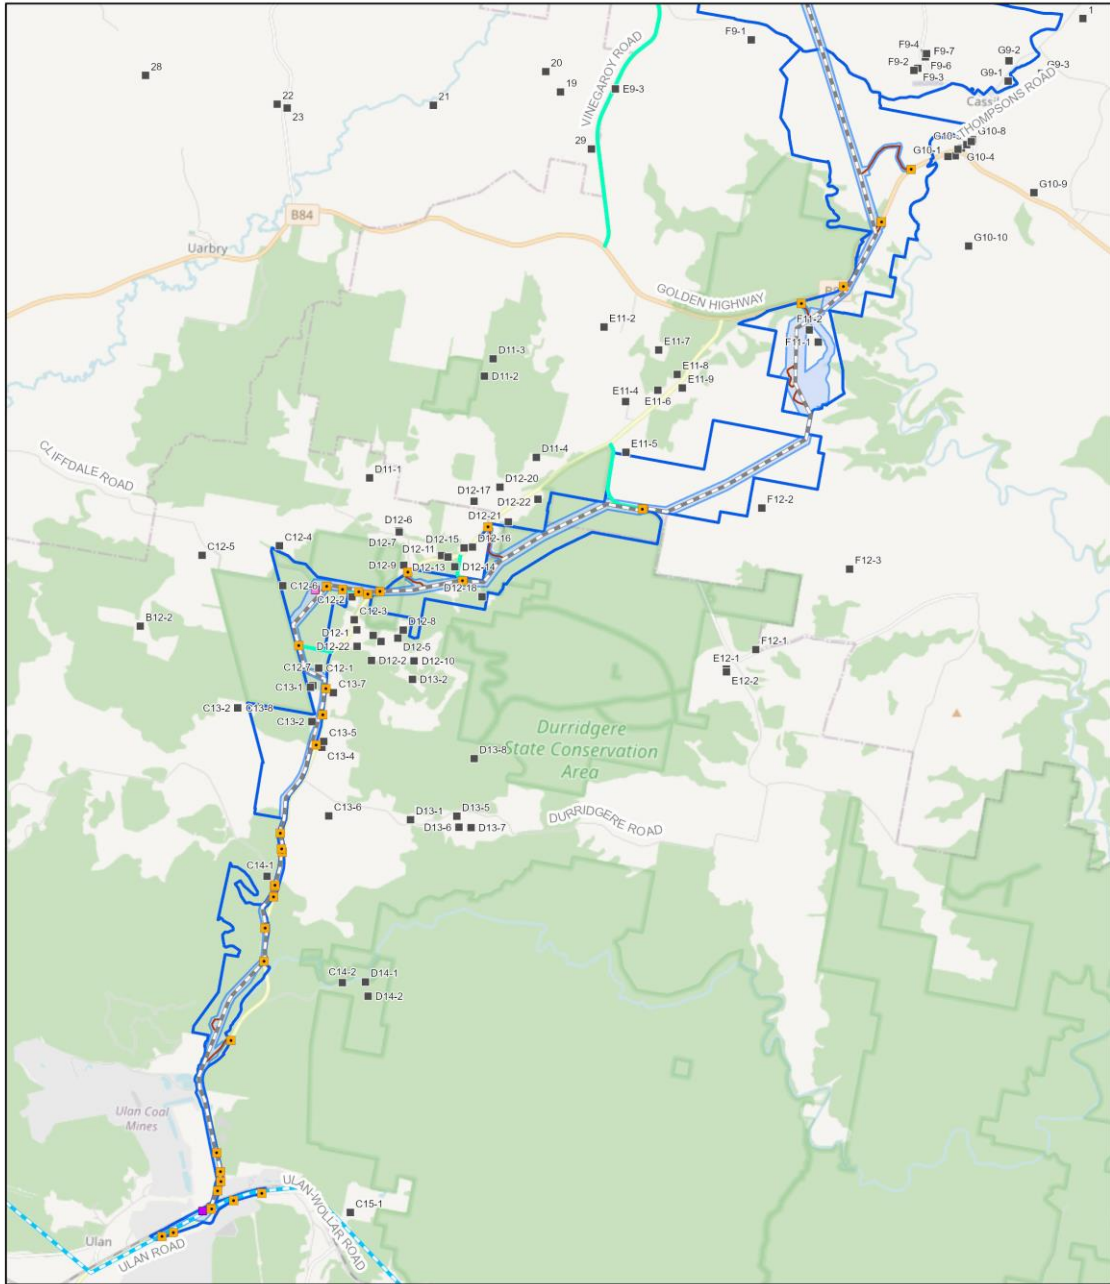 1
F9-1
F9-4
F9-7
F9-2
F9-6
F9-3
G9-2
G9-3
G9-1
28
20
19
E9-3
VINEGAROY ROAD
22
23
21
29
THOMPSONS ROAD
G10-8
G10-1
G10-4
G10-9
G10-10
B84
Uarbry
GOLDEN HIGHWAY
E11-2
F11-2
F11-1
E11-7
D11-3
D11-2
E11-8
E11-9
E11-4
E11-6
CLIFFDALE ROAD
D11-4
E11-5
D11-1
D12-20
D12-17
D12-22
F12-2
D12-21
D12-6
D12-7
D12-16
D12-15
D12-11
C12-4
C12-5
D12-9
D12-13
D12-14
F12-3
C12-6
C12-2
D12-18
C12-3
B12-2
D12-1
D12-8
D12-22
D12-5
F12-1
D12-2
D12-10
E12-1
E12-2
C12-7
C12-1
C13-1
C13-7
D13-2
C13-2
C13-8
C13-2
C13-5
C13-4
Durridgere
State Conservation
Area
D13-8
C13-6
D13-1
D13-5
D13-6
D13-7
DURRIDGERE ROAD
C14-1
C14-2
D14-1
D14-2
Ulan Coal
Mines
ULAN-WOLLAR ROAD
C15-1
Ulan
ULAN ROAD